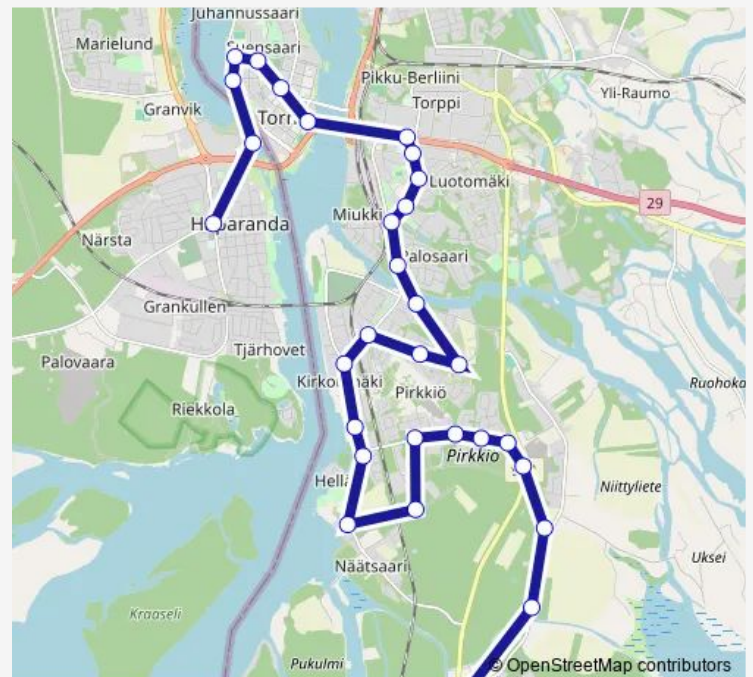 Juhannussaari
Marielund
Suensaari
Pikku-Berliini
Yli-Raumo
Torppi
Granvik
Luotomäki
29
Miukki
Haparanda
Närsta
Palosaari
Grankullen
Tjärhovet
Palovaara
Riekkola
Pirkkiö
Pirkkio
Niittyliete
Näätsaari
Uksei
Kraaseli
Pukulmi
© OpenStreetMap contributors